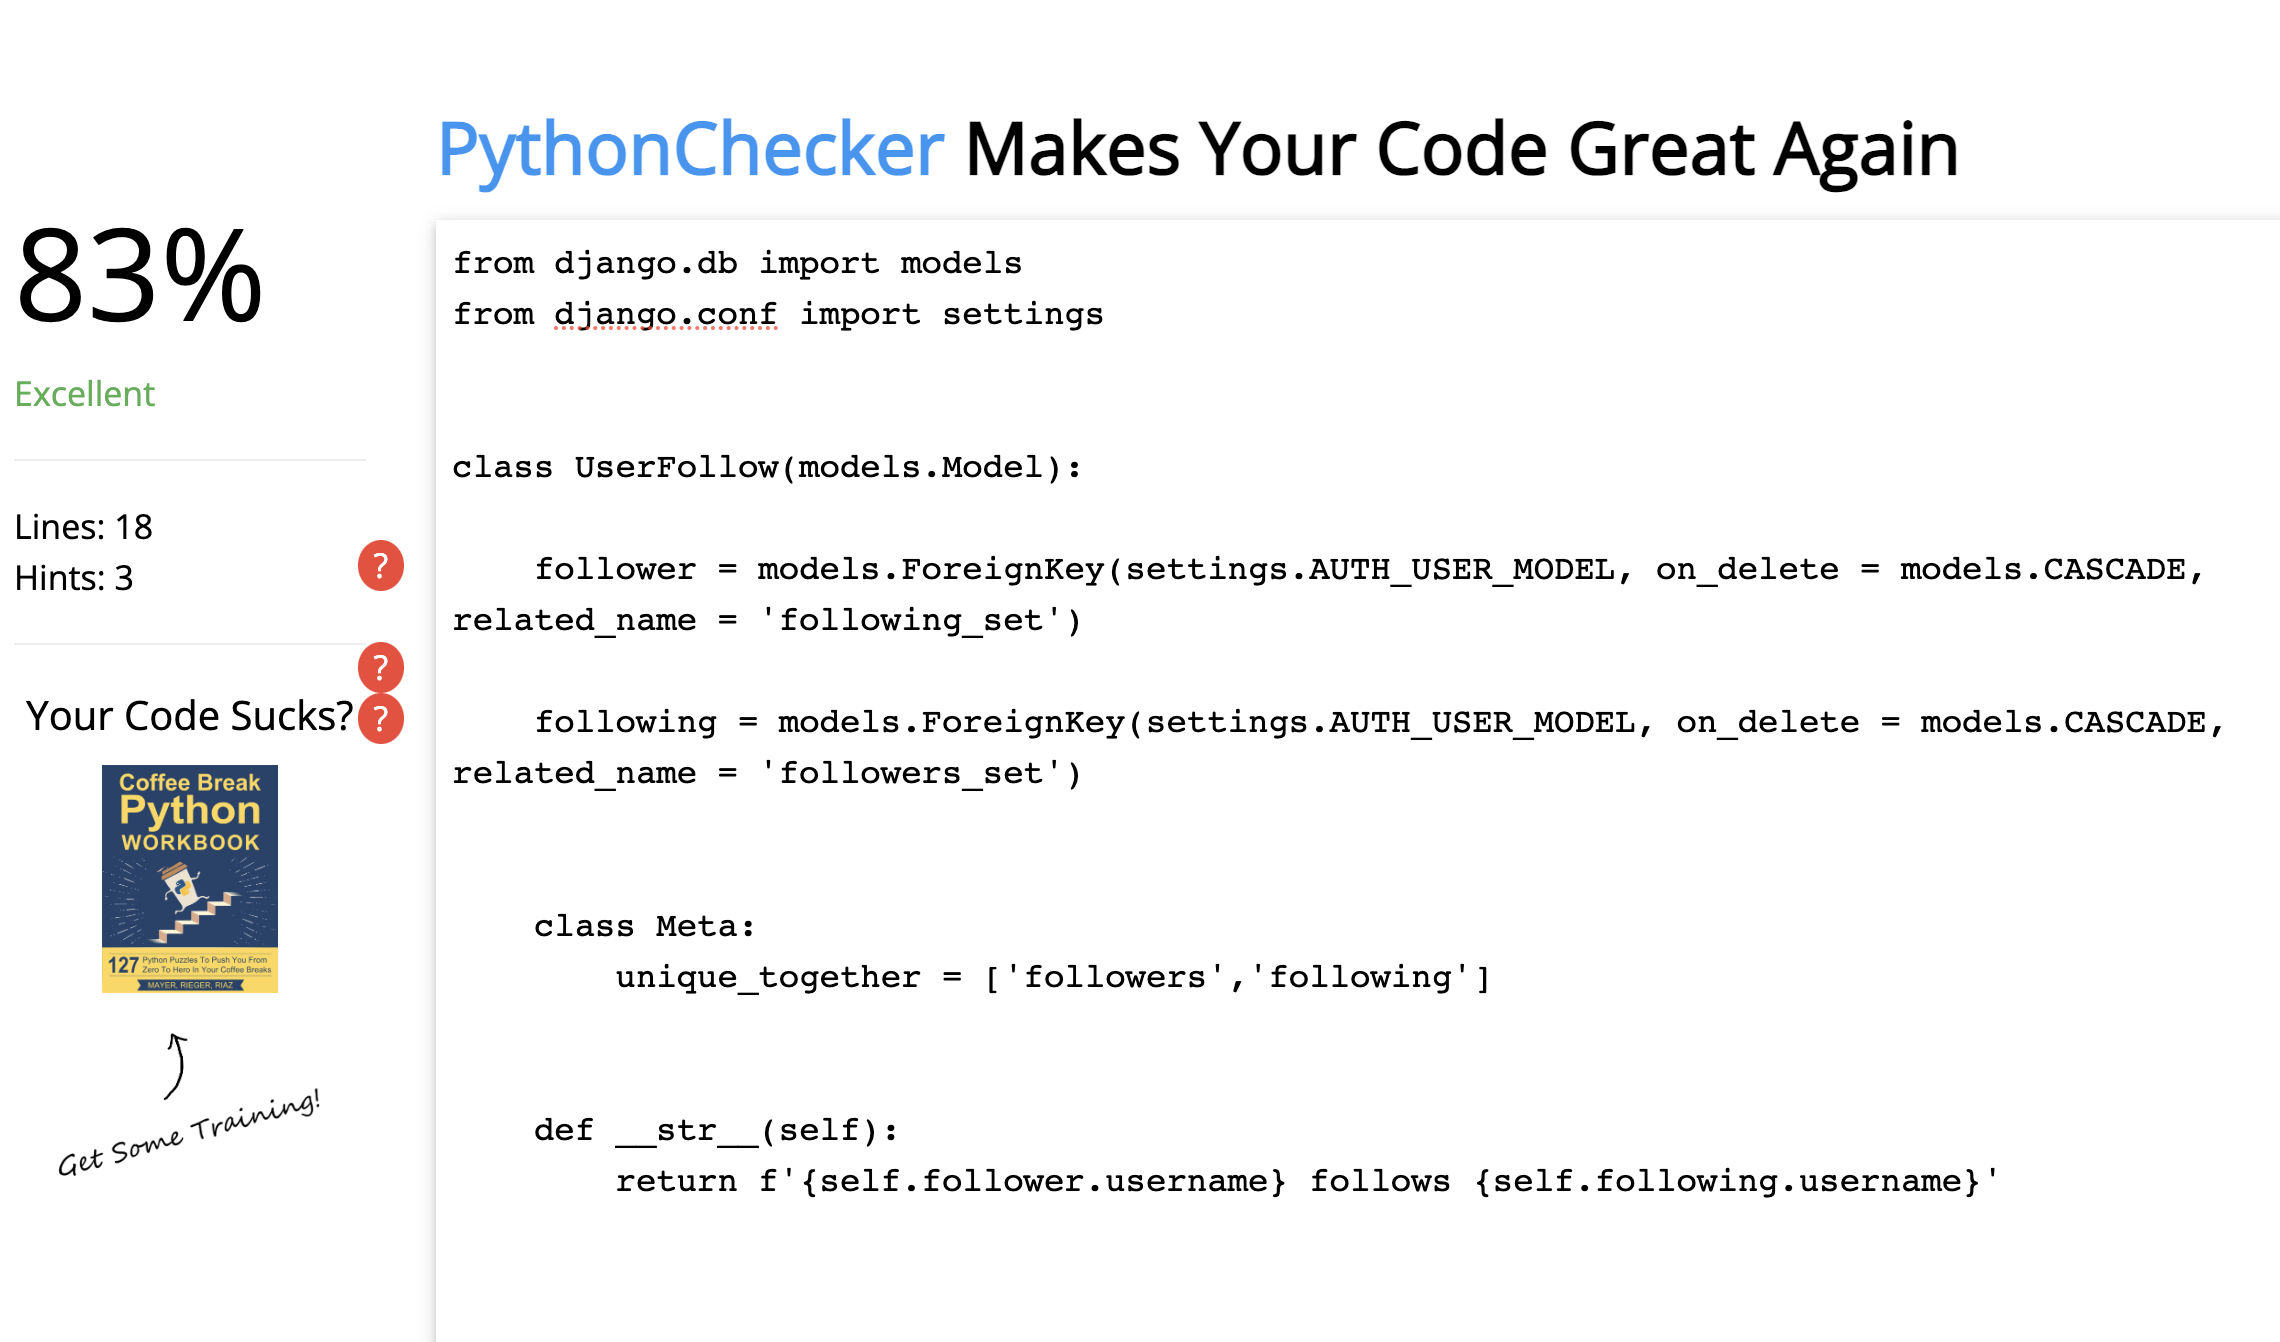 PythonChecker Makes Your Code Great Again
83%
Excellent
Lines: 18
Hints: 3
?
?
Your Code Sucks?
?
Coffee Break
Python
WORKBOOK
127 Python Puzzles To Push You From
Zero To Hero In Your Coffee Breaks
MAYER, RIEGER, RIAZ
Get Some Training!
from django.db import models
from django.conf import settings
class UserFollow(models.Model):
    follower = models.ForeignKey(settings.AUTH_USER_MODEL, on_delete = models.CASCADE,
related_name = 'following_set')
    following = models.ForeignKey(settings.AUTH_USER_MODEL, on_delete = models.CASCADE,
related_name = 'followers_set')
    class Meta:
        unique_together = ['followers','following']
    def __str__(self):
        return f'{self.follower.username} follows {self.following.username}'